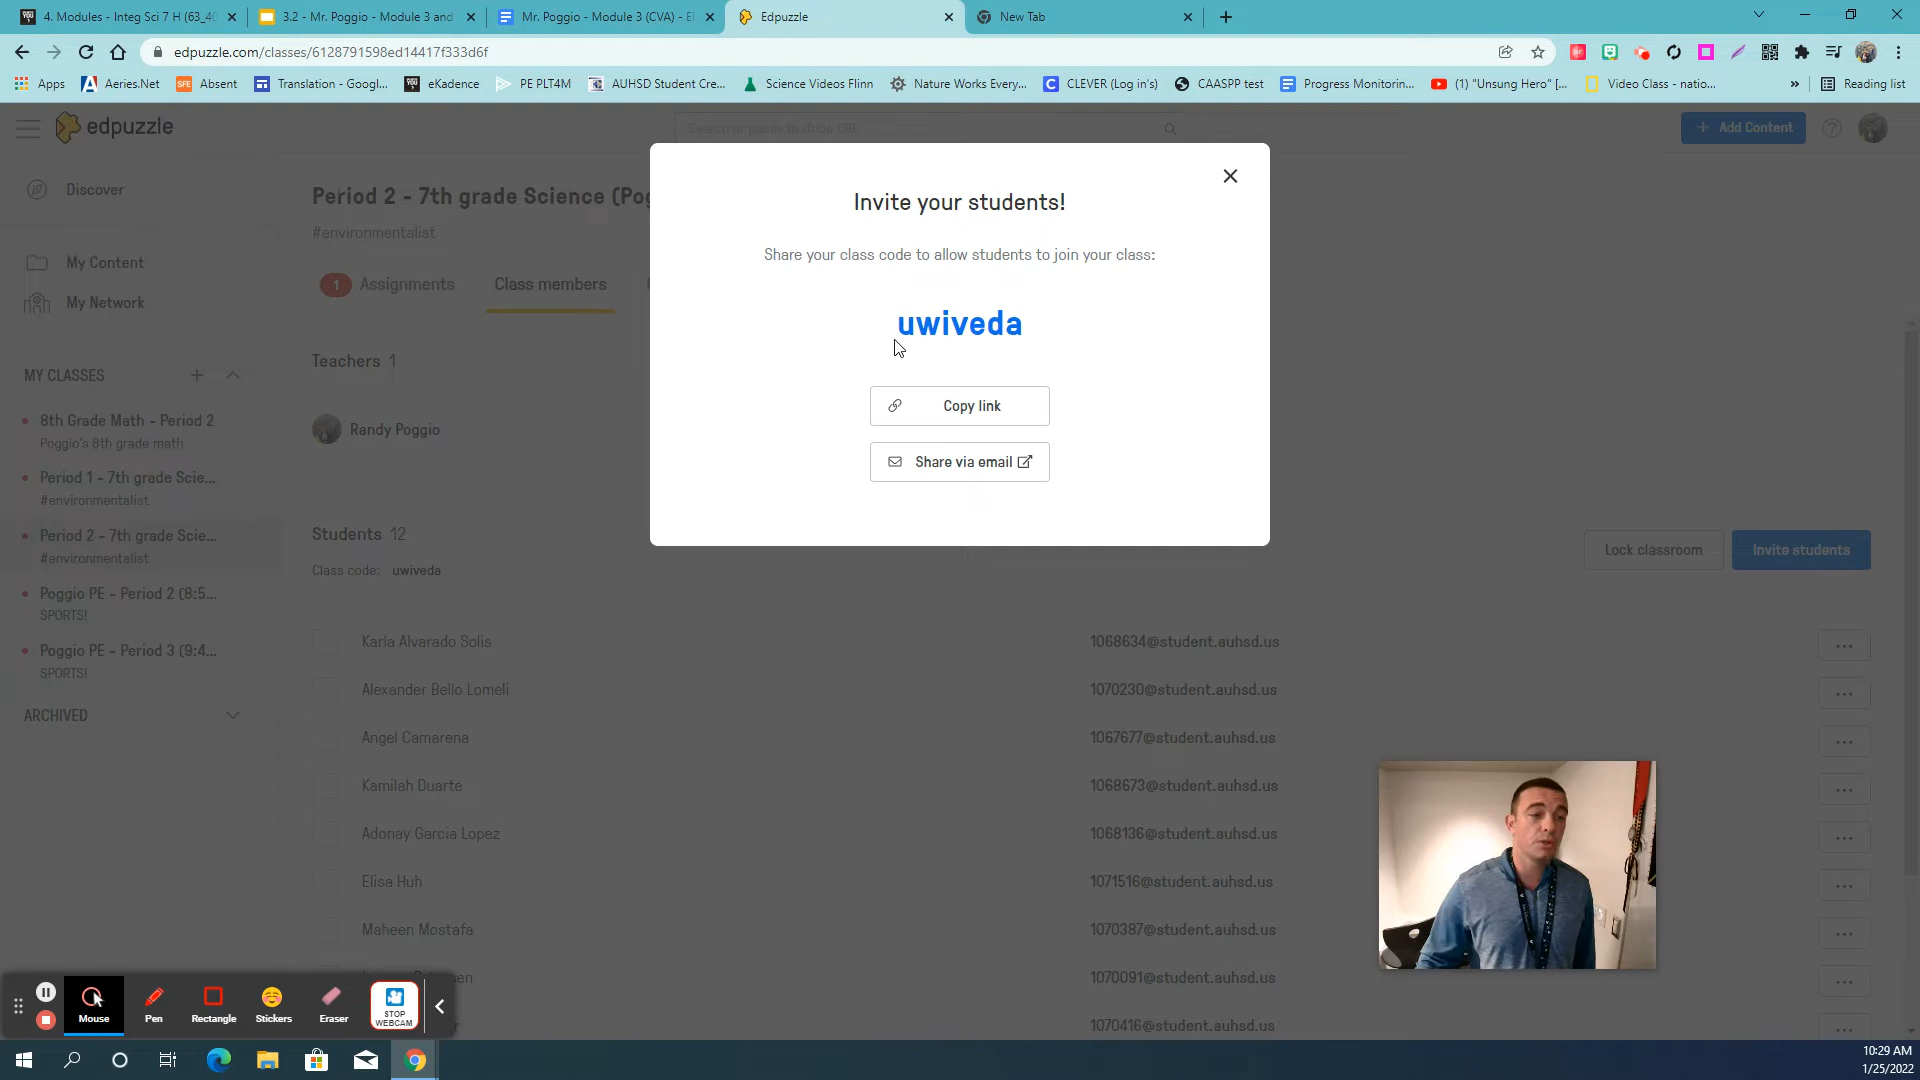 4. Modules - Integ Sci 7 H (63_40
3.2 - Mr. Poggio - Module 3 and
Mr. Poggio - Module 3 (CVA) - El
Edpuzzle
New Tab
edpuzzle.com/classes/6128791598ed14417f333d6f
Apps
Aeries.Net
Absent
Translation - Googl...
eKadence
PE PLT4M
AUHSD Student Cre...
Science Videos Flinn
Nature Works Every...
CLEVER (Log in's)
CAASPP test
Progress Monitorin...
(1) "Unsung Hero" [...
Video Class - natio...
»
Reading list
edpuzzle
+ Add Content
Discover
My Content
My Network
MY CLASSES
8th Grade Math - Period 2
Poggio's 8th grade math
Period 1 - 7th grade Scie...
#environmentalist
Period 2 - 7th grade Scie...
#environmentalist
Poggio PE - Period 2 (8:5...
SPORTS!
Poggio PE - Period 3 (9:4...
SPORTS!
ARCHIVED
Period 2 - 7th grade Science (Pog
#environmentalist
1 Assignments
Class members
Teachers 1
Randy Poggio
Invite your students!
Share your class code to allow students to join your class:
uwiveda
Copy link
Share via email
Students 12
Class code: uwiveda
Lock classroom
Invite students
Karla Alvarado Solis 1068634@student.auhsd.us
Alexander Bello Lomeli 1070230@student.auhsd.us
Angel Camarena 1067677@student.auhsd.us
Kamilah Duarte 1068673@student.auhsd.us
Adonay Garcia Lopez 1068136@student.auhsd.us
Elisa Huh 1071516@student.auhsd.us
Maheen Mostafa 1070387@student.auhsd.us
1070091@student.auhsd.us
1070416@student.auhsd.us
Mouse
Pen
Rectangle
Stickers
Eraser
STOP
WEBCAM
10:29 AM
1/25/2022